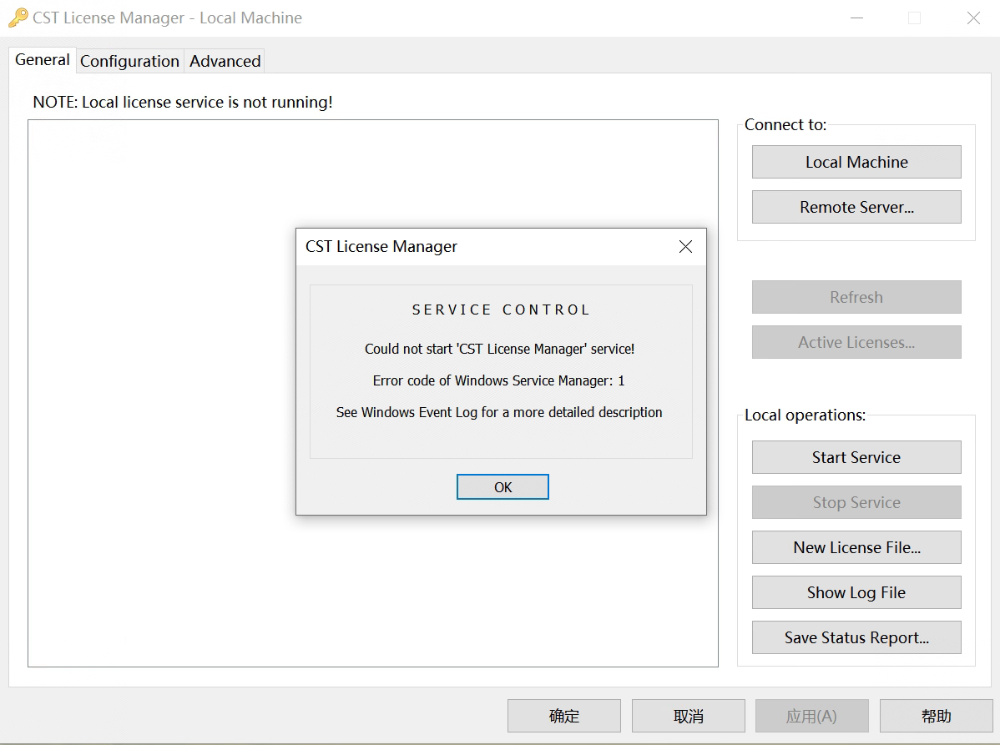 CST License Manager - Local Machine
General
Configuration
Advanced
NOTE: Local license service is not running!
Connect to:
Local Machine
Remote Server...
CST License Manager
SERVICE CONTROL
Could not start 'CST License Manager' service!
Error code of Windows Service Manager: 1
See Windows Event Log for a more detailed description
OK
Refresh
Active Licenses...
Local operations:
Start Service
Stop Service
New License File...
Show Log File
Save Status Report...
确定
取消
应用(A)
帮助